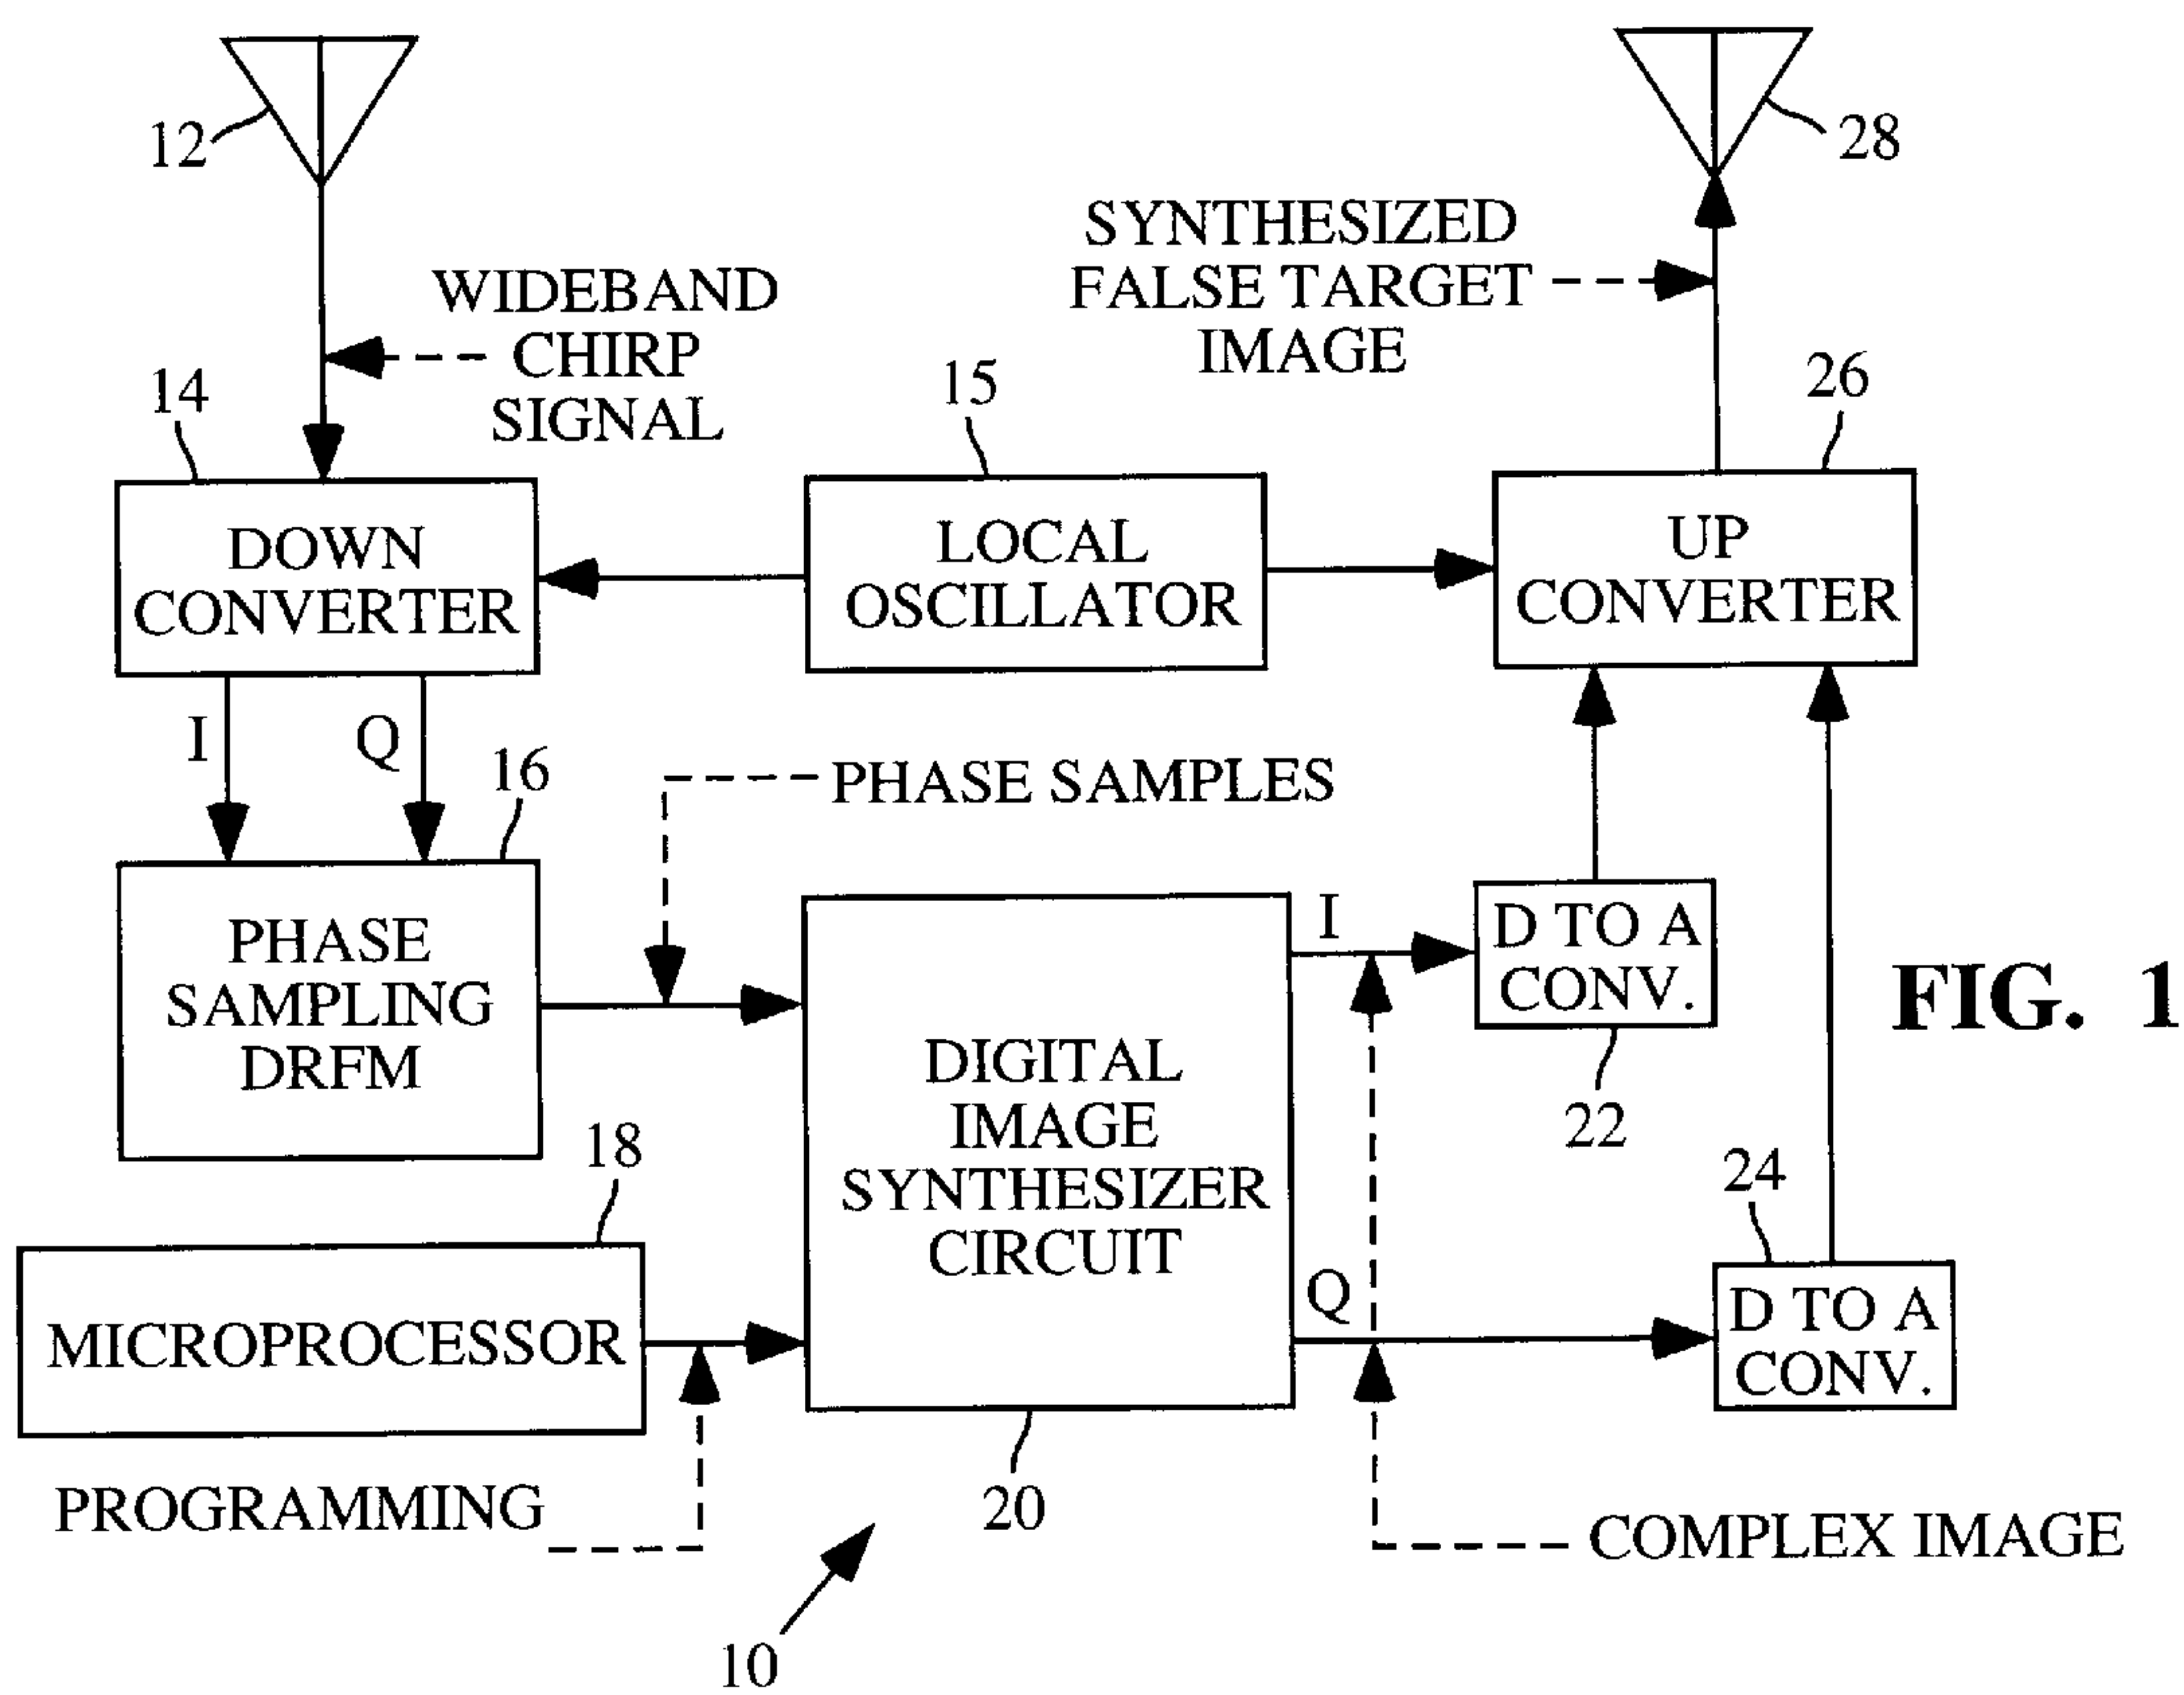 12
28
SYNTHESIZED
FALSE TARGET
IMAGE
WIDEBAND
CHIRP
SIGNAL
14
15
26
DOWN
CONVERTER
LOCAL
OSCILLATOR
UP
CONVERTER
I
Q
16
PHASE SAMPLES
PHASE
SAMPLING
DRFM
I
D TO A
CONV.
FIG. 1
DIGITAL
IMAGE
SYNTHESIZER
CIRCUIT
22
18
24
MICROPROCESSOR
Q
D TO A
CONV.
PROGRAMMING
20
COMPLEX IMAGE
10